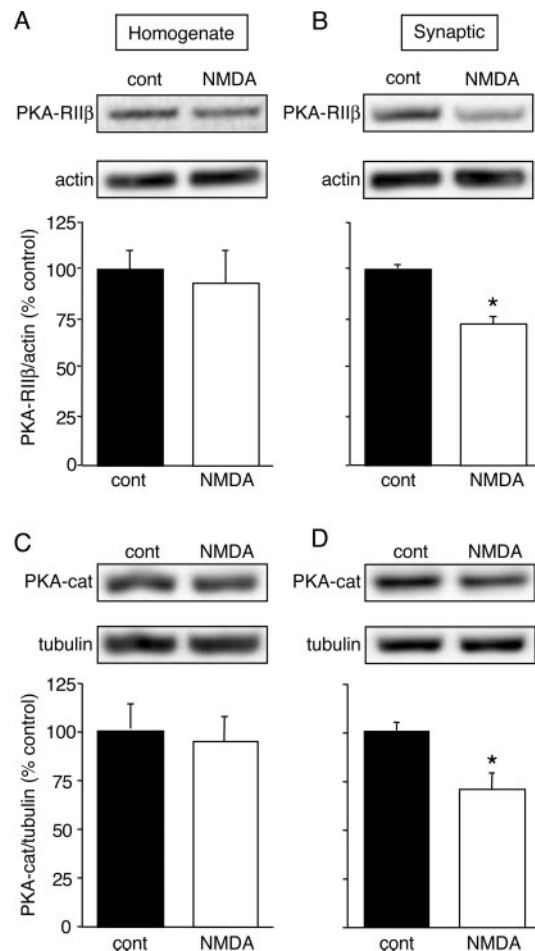 A
Homogenate
B
Synaptic
cont NMDA
cont NMDA
PKA-RIIβ
PKA-RIIβ
actin
actin
PKA-RIIβ/actin (% control)
125
100
75
50
25
0
*
cont NMDA
cont NMDA
C
D
cont NMDA
cont NMDA
PKA-cat
PKA-cat
tubulin
tubulin
PKA-cat/tubulin (% control)
125
100
75
50
25
0
*
cont NMDA
cont NMDA